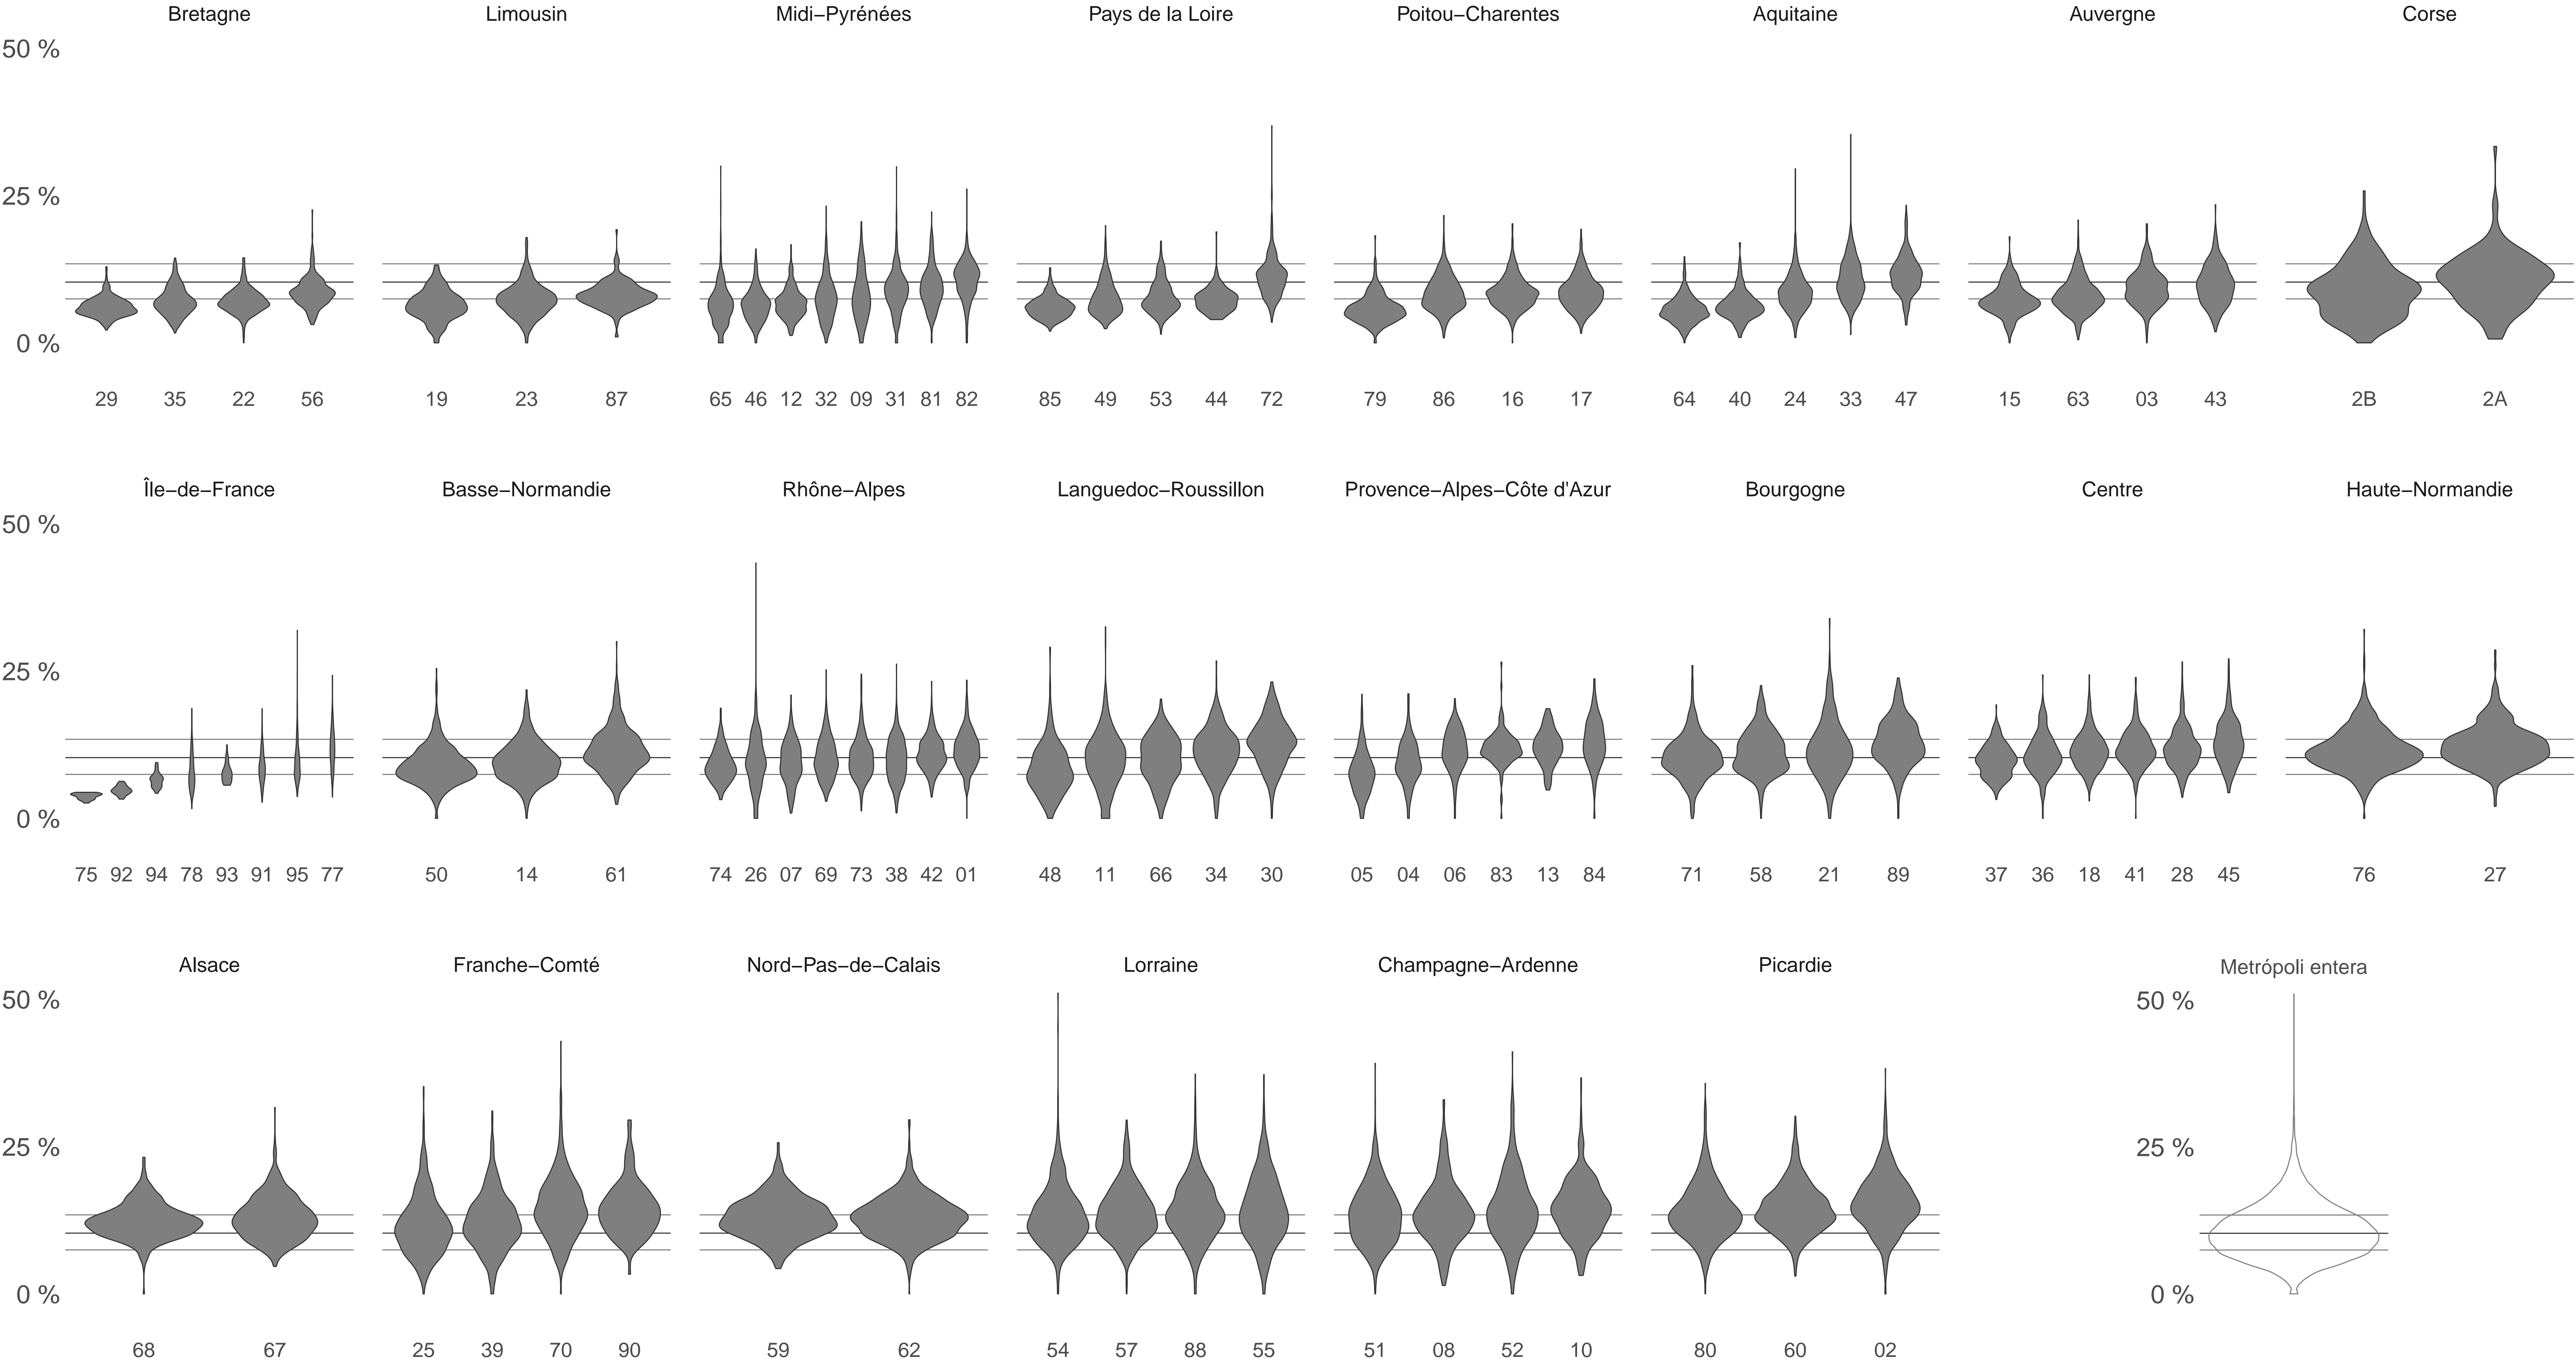 Bretagne Limousin Midi−Pyrénées Pays de la Loire Poitou−Charentes Aquitaine Auvergne Corse
50 %
25 %
0 %
29 35 22 56 19 23 87 65 46 12 32 09 31 81 82 85 49 53 44 72 79 86 16 17 64 40 24 33 47 15 63 03 43 2B 2A
Île−de−France Basse−Normandie Rhône−Alpes Languedoc−Roussillon Provence−Alpes−Côte d'Azur Bourgogne Centre Haute−Normandie
50 %
25 %
0 %
75 92 94 78 93 91 95 77 50 14 61 74 26 07 69 73 38 42 01 48 11 66 34 30 05 04 06 83 13 84 71 58 21 89 37 36 18 41 28 45 76 27
Alsace Franche−Comté Nord−Pas−de−Calais Lorraine Champagne−Ardenne Picardie Metrópoli entera
50 % 50 %
25 % 25 %
0 % 0 %
68 67 25 39 70 90 59 62 54 57 88 55 51 08 52 10 80 60 02